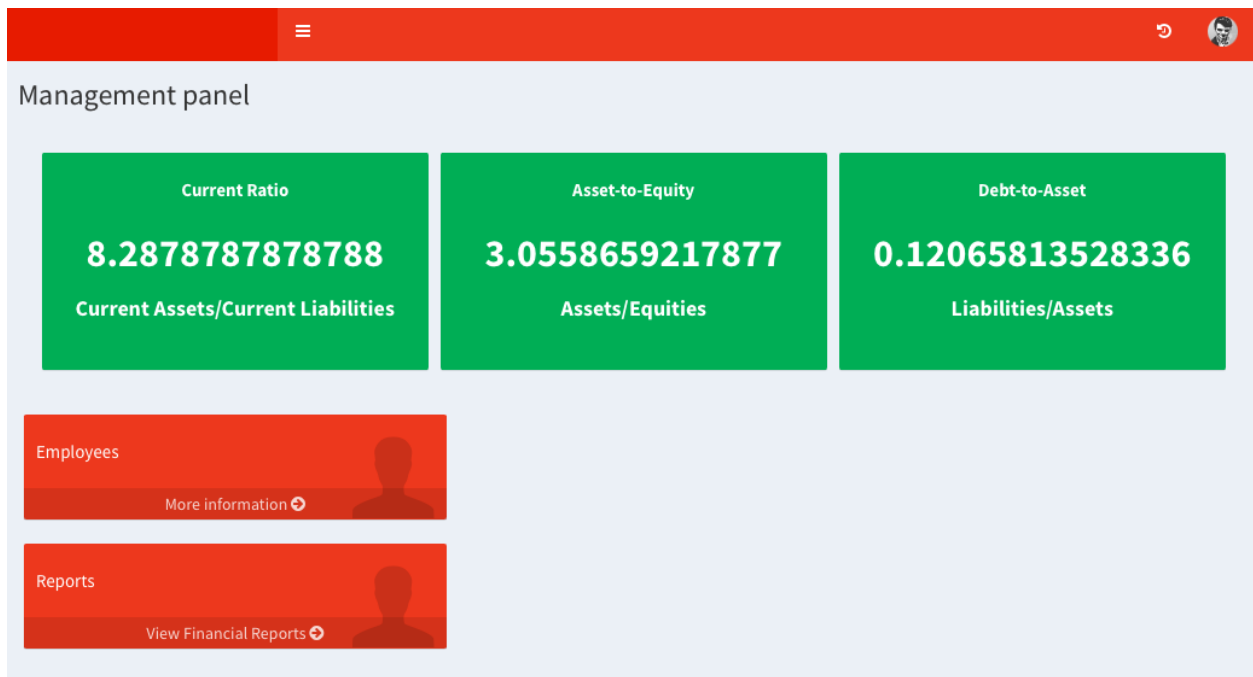 Management panel
Current Ratio
8.2878787878788
Current Assets/Current Liabilities
Asset-to-Equity
3.0558659217877
Assets/Equities
Debt-to-Asset
0.12065813528336
Liabilities/Assets
Employees
More information
Reports
View Financial Reports